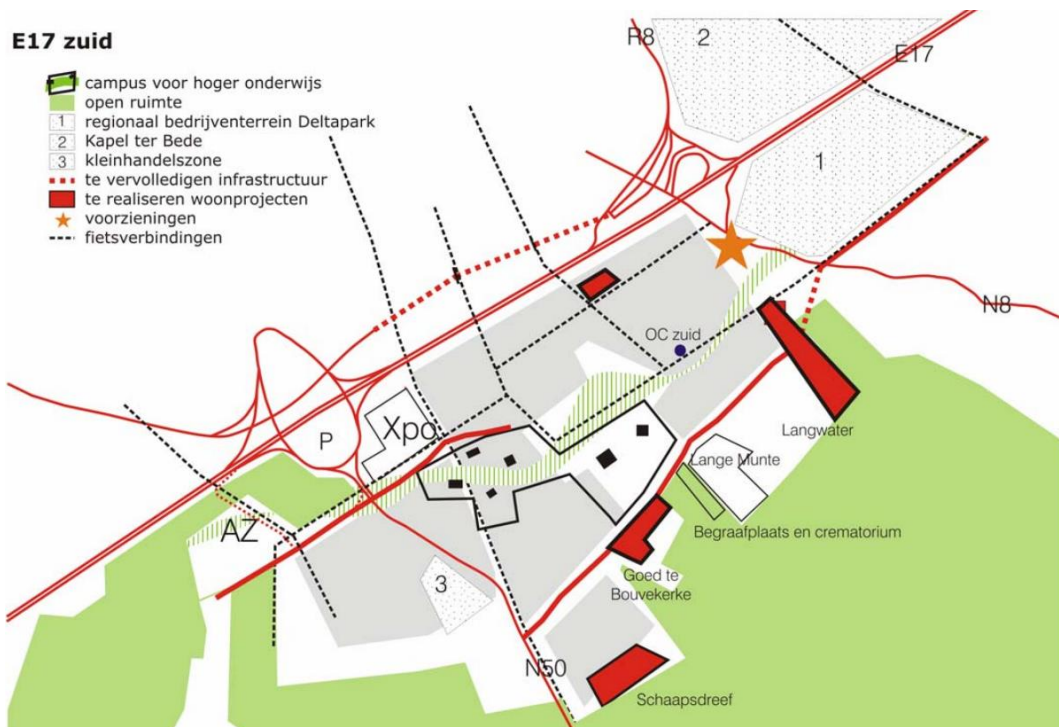 E17 zuid
campus voor hoger onderwijs
open ruimte
1 regionaal bedrijventerrein Deltapark
2 Kapel ter Bede
3 kleinhandelszone
te vervolledigen infrastructuur
te realiseren woonprojecten
voorzieningen
fietsverbindingen
R8
2
E17
1
N8
OC zuid
Langwater
Xpo
P
Lange Munte
AZ
Begraafplaats en crematorium
3
Goed te
Bouvekerke
N50
Schaapsdreef